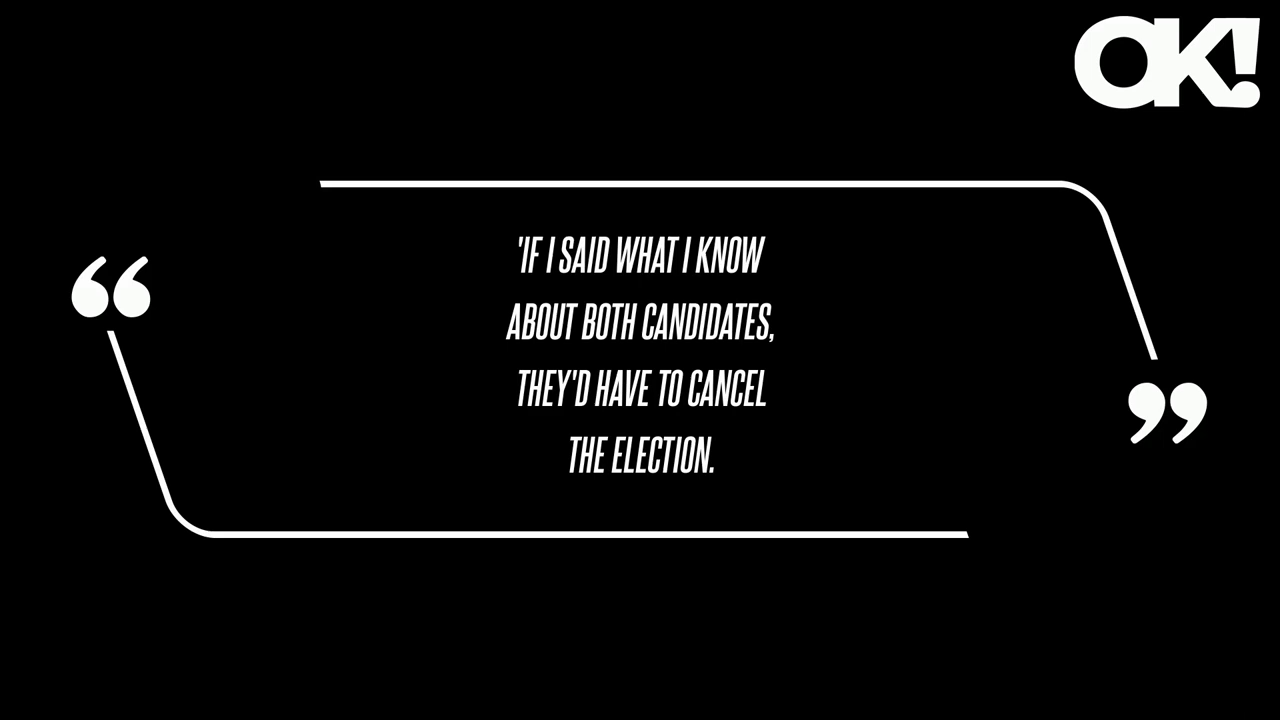 OK!
“
'IF I SAID WHAT I KNOW
ABOUT BOTH CANDIDATES,
THEY'D HAVE TO CANCEL
THE ELECTION.
”